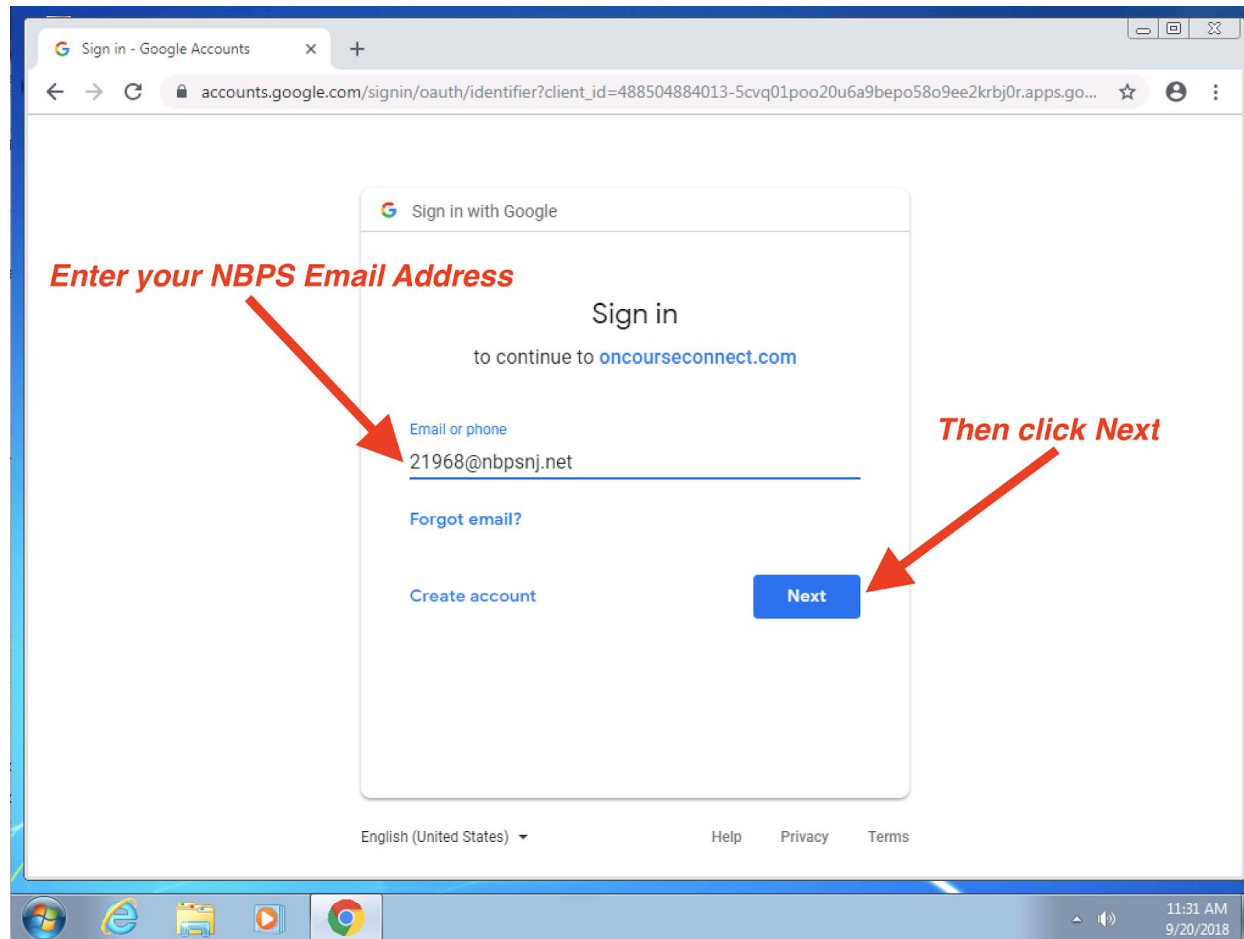 Sign in - Google Accounts
accounts.google.com/signin/oauth/identifier?client_id=488504884013-5cvq01poo20u6a9bepo58o9ee2krbj0r.apps.go...
Sign in with Google
Enter your NBPS Email Address
Sign in
to continue to oncourseconnect.com
Email or phone
21968@nbpsnj.net
Then click Next
Forgot email?
Create account
Next
English (United States)
Help Privacy Terms
11:31 AM
9/20/2018